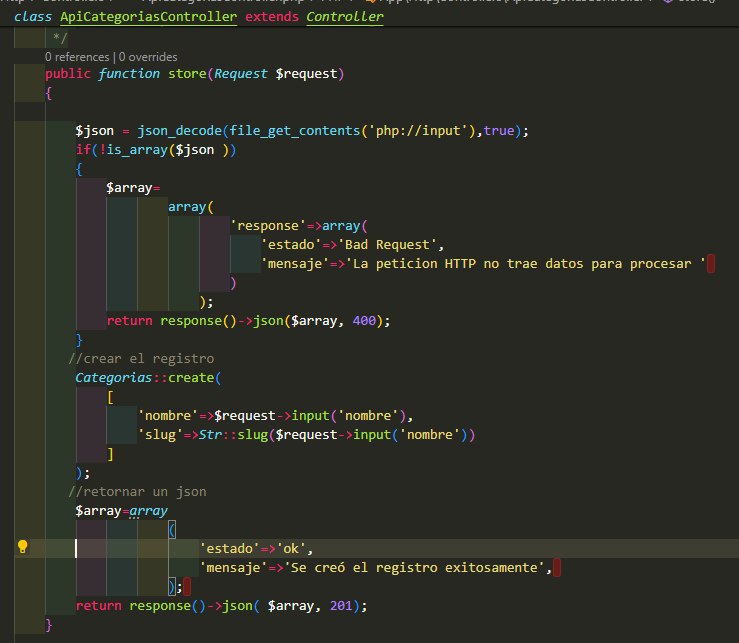 class ApiCategoriasController extends Controller
*/
0 references | 0 overrides
public function store(Request $request)
{
$json = json_decode(file_get_contents('php://input'),true);
if(!is_array($json ))
{
$array=
array(
'response'=>array(
'estado'=>'Bad Request',
'mensaje'=>'La peticion HTTP no trae datos para procesar '
)
);
return response()->json($array, 400);
}
//crear el registro
Categorias::create(
[
'nombre'=>$request->input('nombre'),
'slug'=>Str::slug($request->input('nombre'))
]
);
//retornar un json
$array=array
(
'estado'=>'ok',
'mensaje'=>'Se creó el registro exitosamente',
);
return response()->json( $array, 201);
}